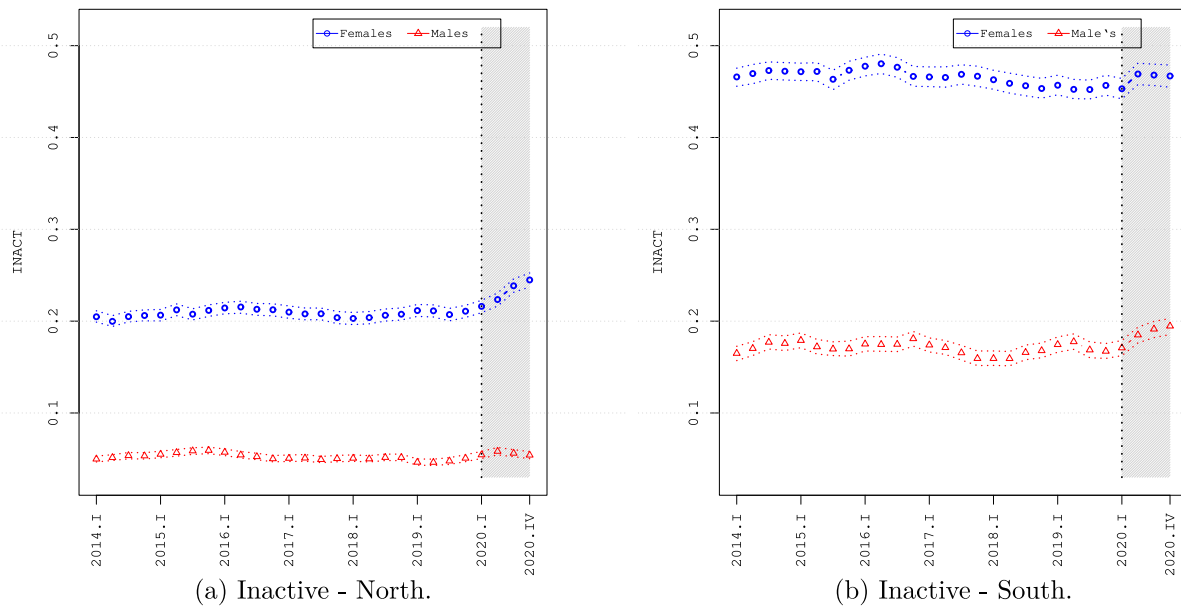 Females Males
INACT
0.5
0.4
0.3
0.2
0.1
2014.I 2015.I 2016.I 2017.I 2018.I 2019.I 2020.I 2020.IV
(a) Inactive - North.
Females Male's
INACT
0.5
0.4
0.3
0.2
0.1
2014.I 2015.I 2016.I 2017.I 2018.I 2019.I 2020.I 2020.IV
(b) Inactive - South.